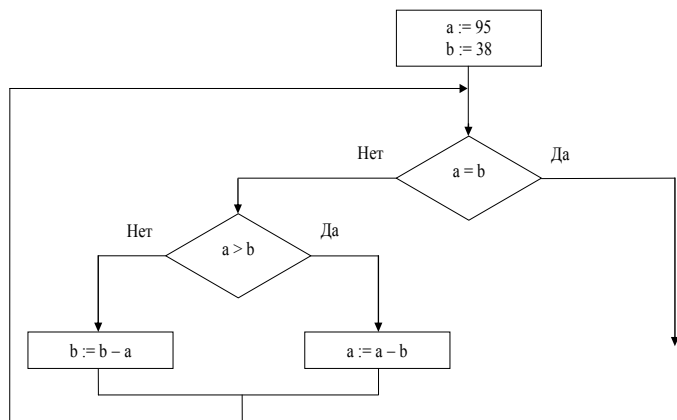 a := 95
b := 38
Нет
Да
a = b
Нет
Да
a > b
b := b – a
a := a – b